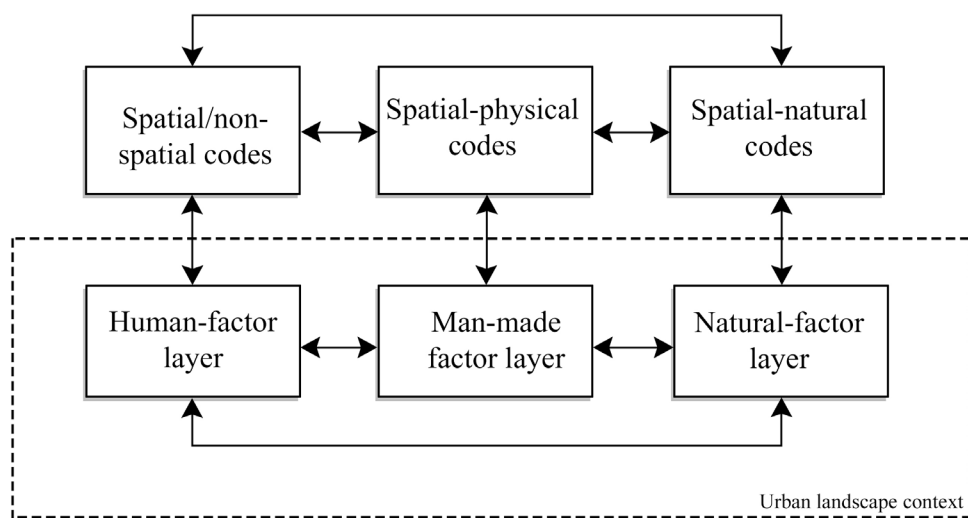 Spatial/non-
spatial codes
Spatial-physical
codes
Spatial-natural
codes
Human-factor
layer
Man-made
factor layer
Natural-factor
layer
Urban landscape context